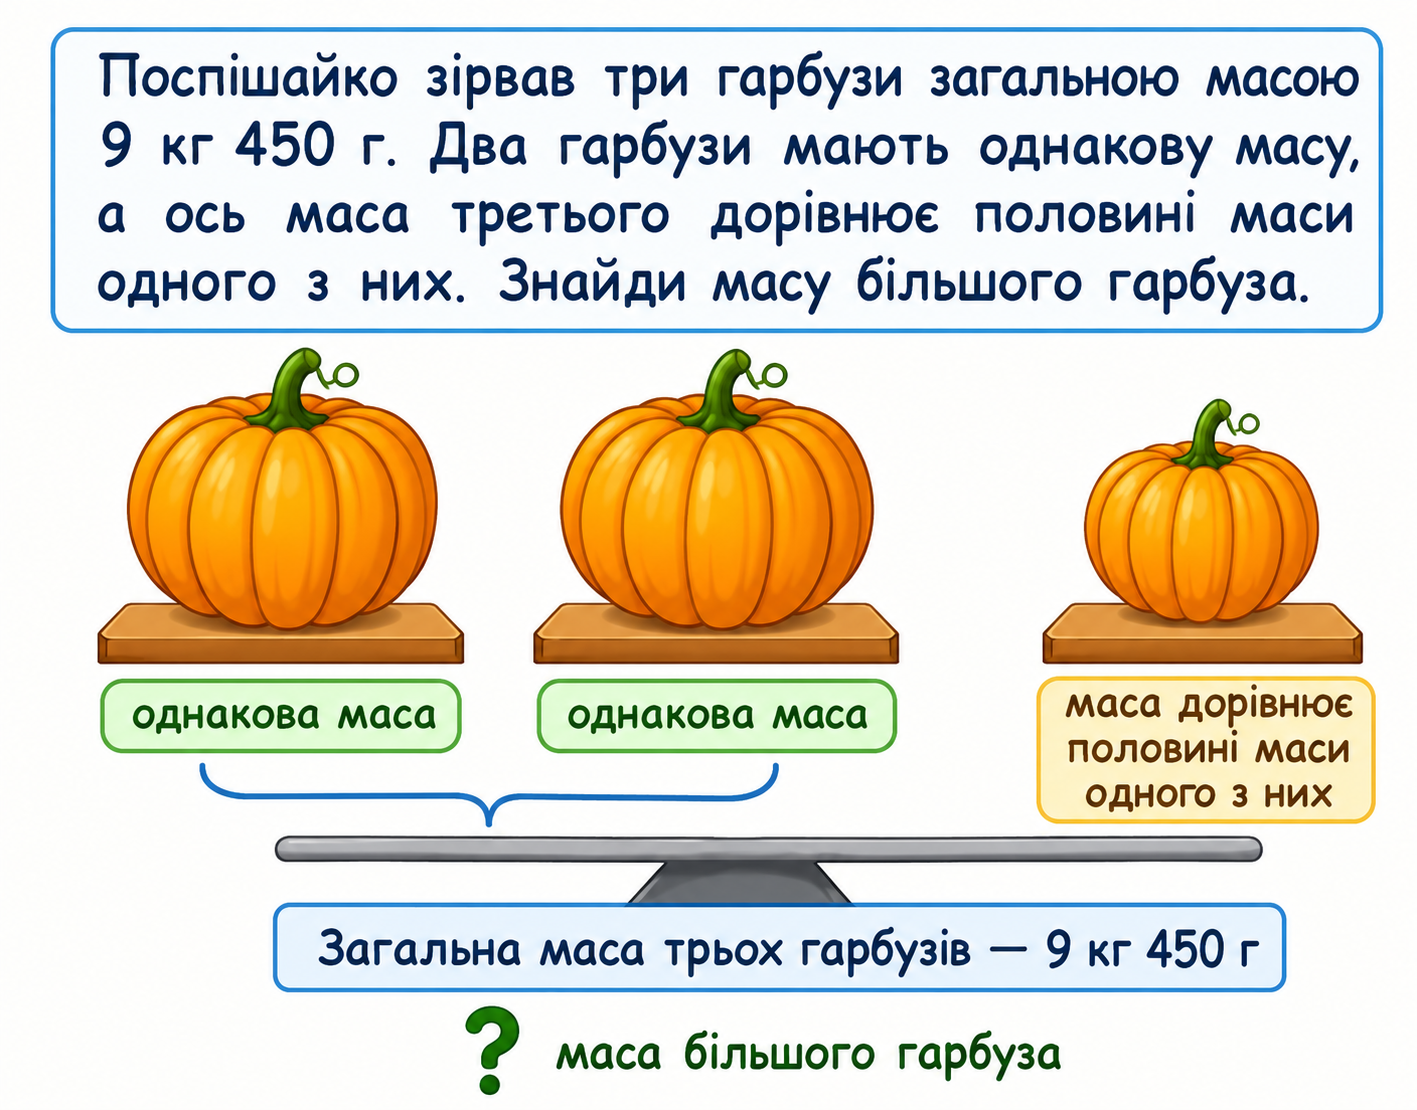 Поспішайко зірвав три гарбузи загальною масою
9 кг 450 г. Два гарбузи мають однакову масу,
а ось маса третього дорівнює половині маси
одного з них. Знайди масу більшого гарбуза.
однакова маса
однакова маса
маса дорівнює
половині маси
одного з них
Загальна маса трьох гарбузів — 9 кг 450 г
? маса більшого гарбуза